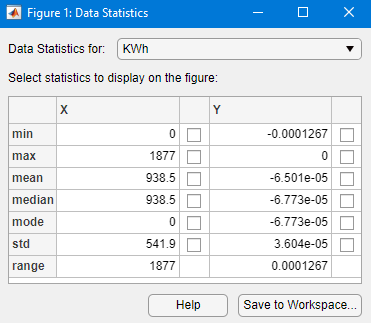 Figure 1: Data Statistics
Data Statistics for: KWh
Select statistics to display on the figure:
X Y
min 0 -0.0001267
max 1877 0
mean 938.5 -6.501e-05
median 938.5 -6.773e-05
mode 0 -6.773e-05
std 541.9 3.604e-05
range 1877 0.0001267
Help Save to Workspace...